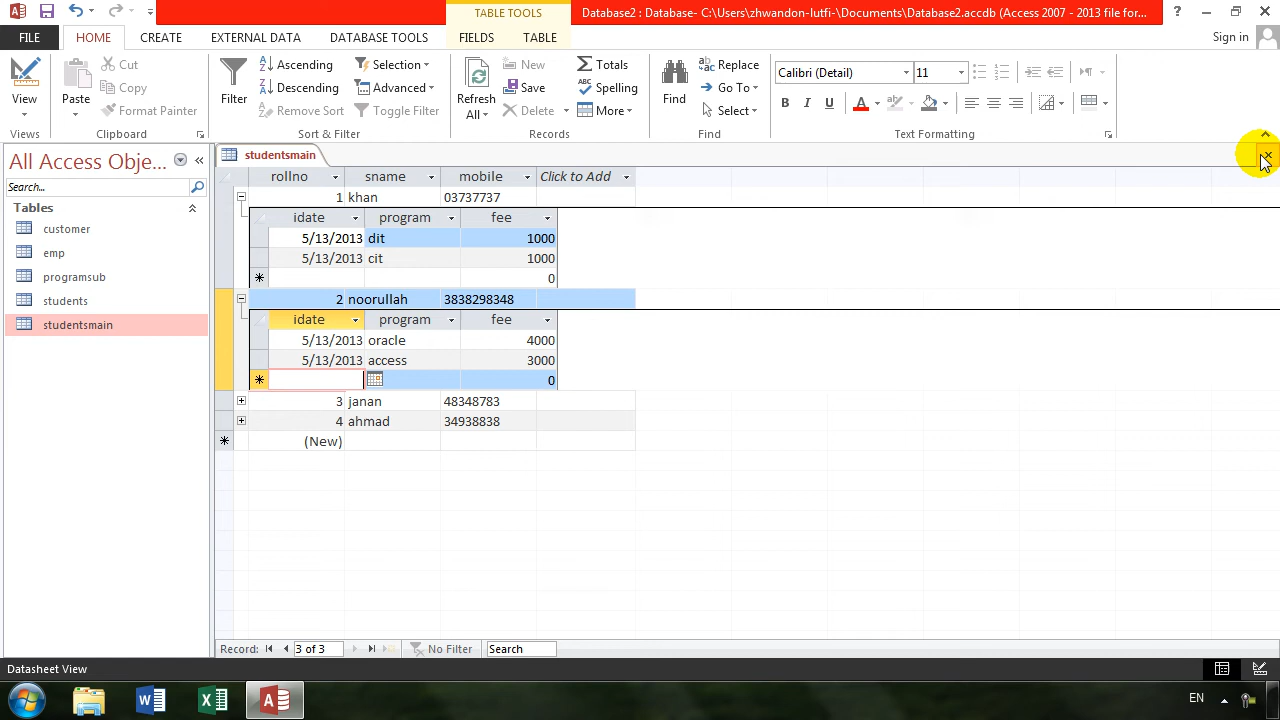 TABLE TOOLS
Database2 : Database- C:\Users\zhwandon-lutfi-\Documents\Database2.accdb (Access 2007 - 2013 file for...
FILE HOME CREATE EXTERNAL DATA DATABASE TOOLS FIELDS TABLE Sign in
View
Views
Paste
Cut
Copy
Format Painter
Clipboard
Filter
Ascending
Descending
Remove Sort
Selection
Advanced
Toggle Filter
Sort & Filter
Refresh
All
New
Save
Delete
Totals
Spelling
More
Records
Find
Replace
Go To
Select
Find
Calibri (Detail) 11
B I U A
Text Formatting
All Access Obje...
Search...
Tables
customer
emp
programsub
students
studentsmain
studentsmain
rollno sname mobile Click to Add
1 khan 03737737
idate program fee
5/13/2013 dit 1000
5/13/2013 cit 1000
0
2 noorullah 3838298348
idate program fee
5/13/2013 oracle 4000
5/13/2013 access 3000
0
3 janan 48348783
4 ahmad 34938838
(New)
Record: 3 of 3 No Filter Search
Datasheet View
EN